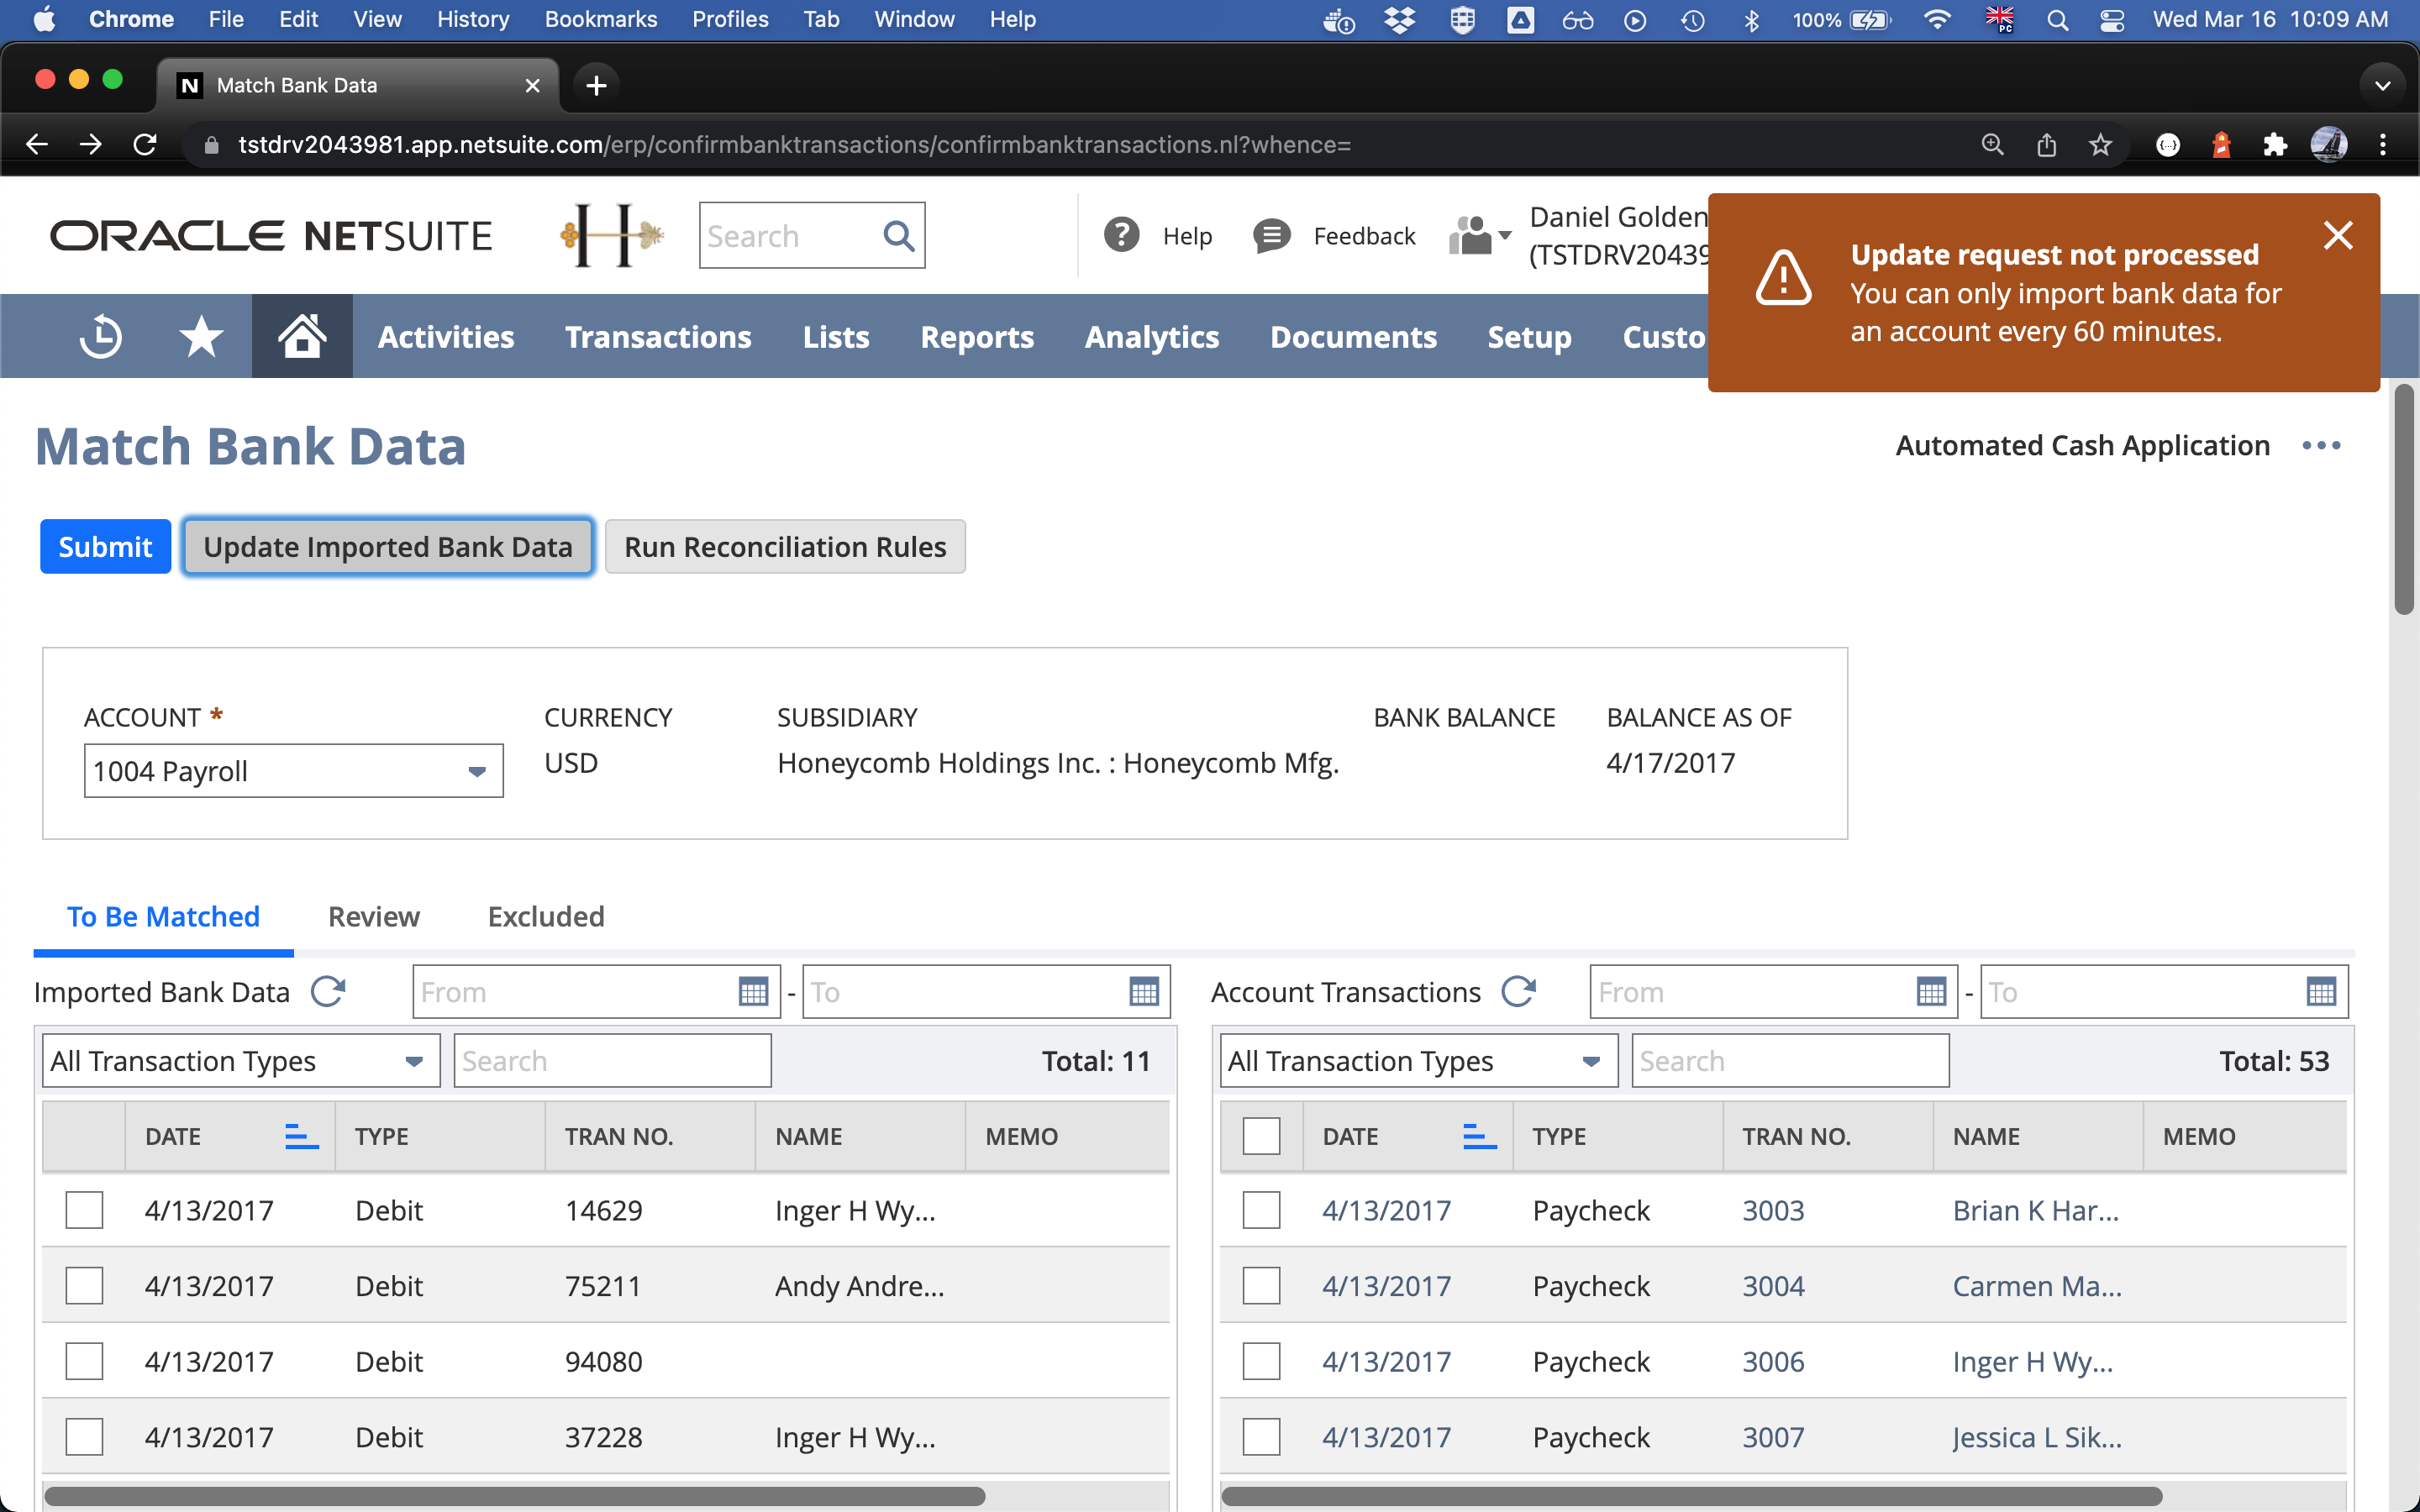 Chrome File Edit View History Bookmarks Profiles Tab Window Help 100% PC Wed Mar 16 10:09 AM
N Match Bank Data
tstdrv2043981.app.netsuite.com/erp/confirmbanktransactions/confirmbanktransactions.nl?whence=
ORACLE NETSUITE H Search Help Feedback Daniel Golden
(TSTDRV20439
Update request not processed
You can only import bank data for
an account every 60 minutes.
Activities Transactions Lists Reports Analytics Documents Setup Custo
Match Bank Data
Automated Cash Application
Submit Update Imported Bank Data Run Reconciliation Rules
ACCOUNT * CURRENCY SUBSIDIARY BANK BALANCE BALANCE AS OF
1004 Payroll USD Honeycomb Holdings Inc. : Honeycomb Mfg. 4/17/2017
To Be Matched Review Excluded
Imported Bank Data From - To
All Transaction Types Search Total: 11
DATE TYPE TRAN NO. NAME MEMO
4/13/2017 Debit 14629 Inger H Wy...
4/13/2017 Debit 75211 Andy Andre...
4/13/2017 Debit 94080
4/13/2017 Debit 37228 Inger H Wy...
Account Transactions From - To
All Transaction Types Search Total: 53
DATE TYPE TRAN NO. NAME MEMO
4/13/2017 Paycheck 3003 Brian K Har...
4/13/2017 Paycheck 3004 Carmen Ma...
4/13/2017 Paycheck 3006 Inger H Wy...
4/13/2017 Paycheck 3007 Jessica L Sik...